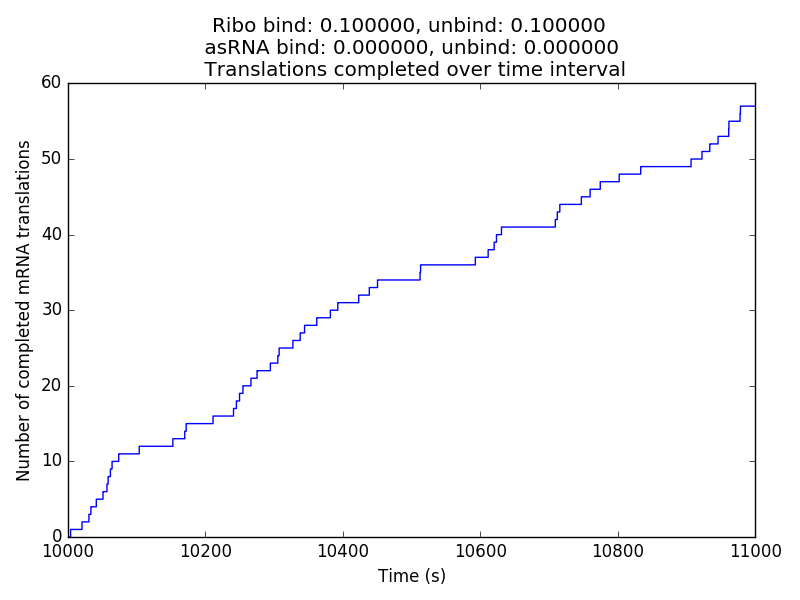 Ribo bind: 0.100000, unbind: 0.100000
asRNA bind: 0.000000, unbind: 0.000000
Translations completed over time interval
60
50
40
30
20
10
0
Number of completed mRNA translations
10000 10200 10400 10600 10800 11000
Time (s)